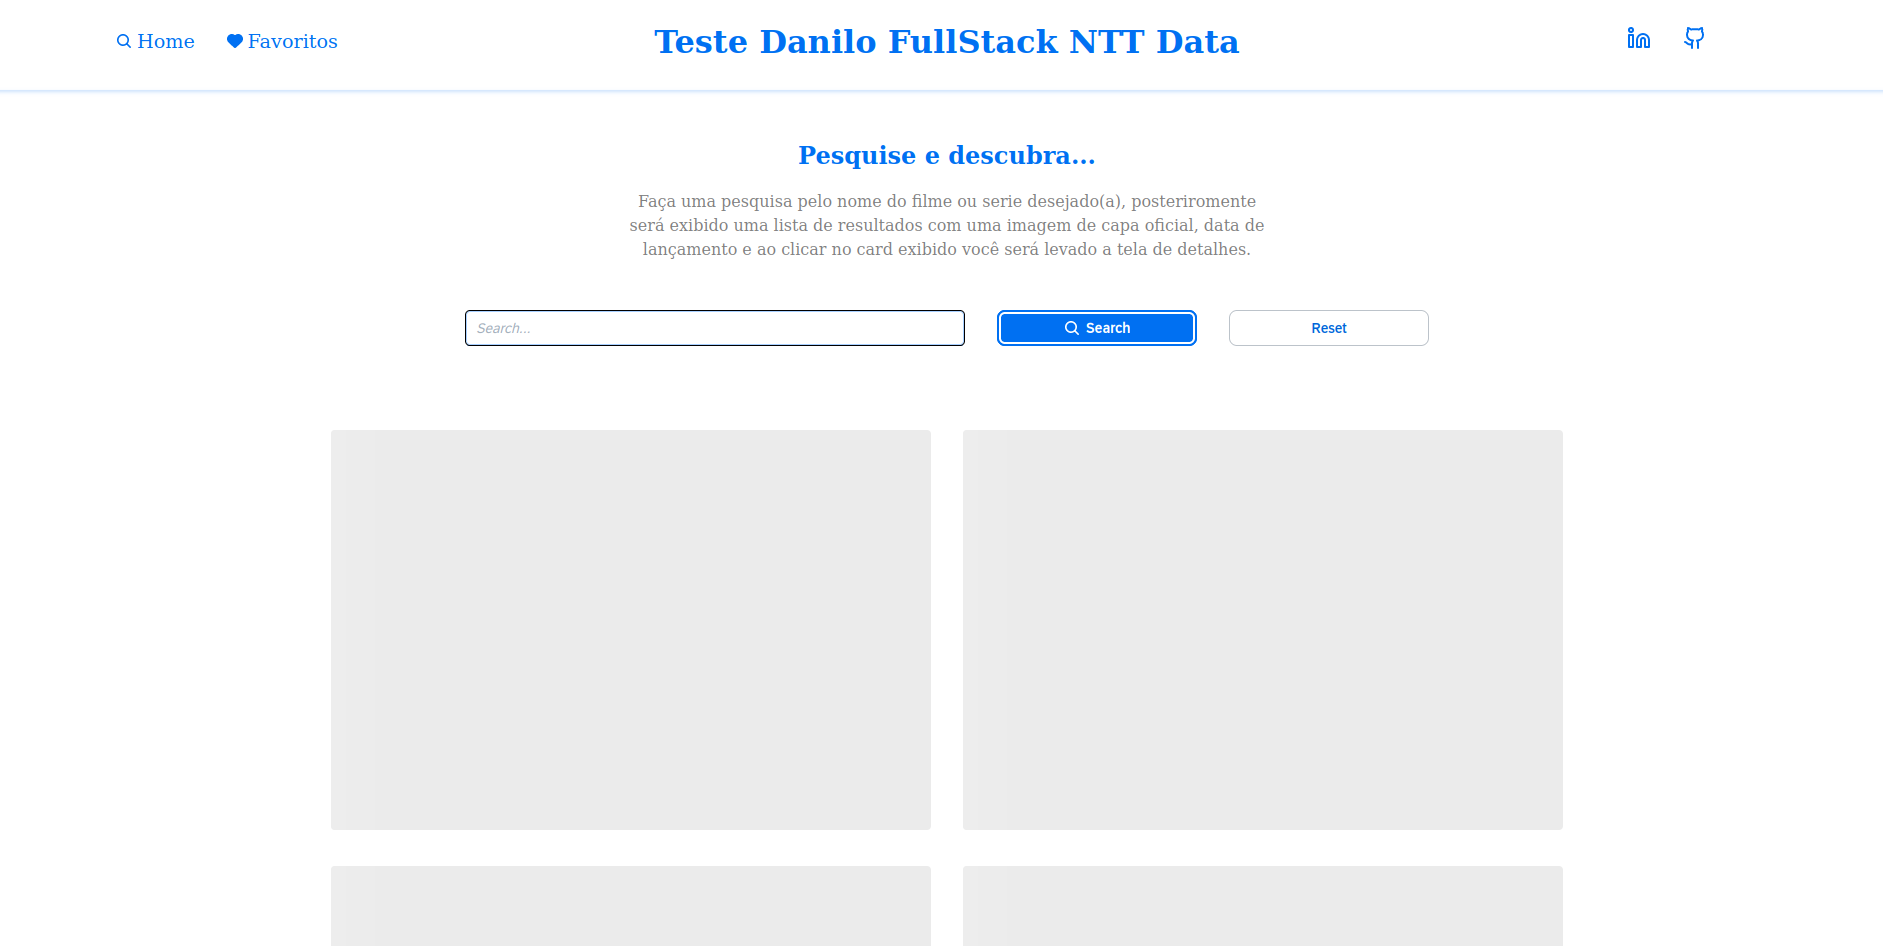 Home
Favoritos
Teste Danilo FullStack NTT Data
Pesquise e descubra...
Faça uma pesquisa pelo nome do filme ou serie desejado(a), posteriromente
será exibido uma lista de resultados com uma imagem de capa oficial, data de
lançamento e ao clicar no card exibido você será levado a tela de detalhes.
Search...
Search
Reset